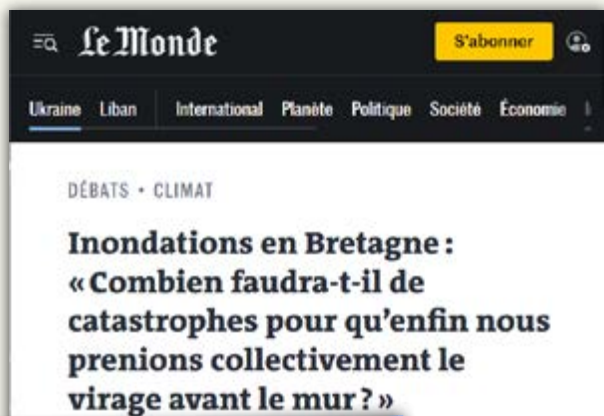 Le Monde
S'abonner
Ukraine Liban International Planète Politique Société Économie
DÉBATS • CLIMAT
Inondations en Bretagne :
« Combien faudra-t-il de
catastrophes pour qu'enfin nous
prenions collectivement le
virage avant le mur ? »